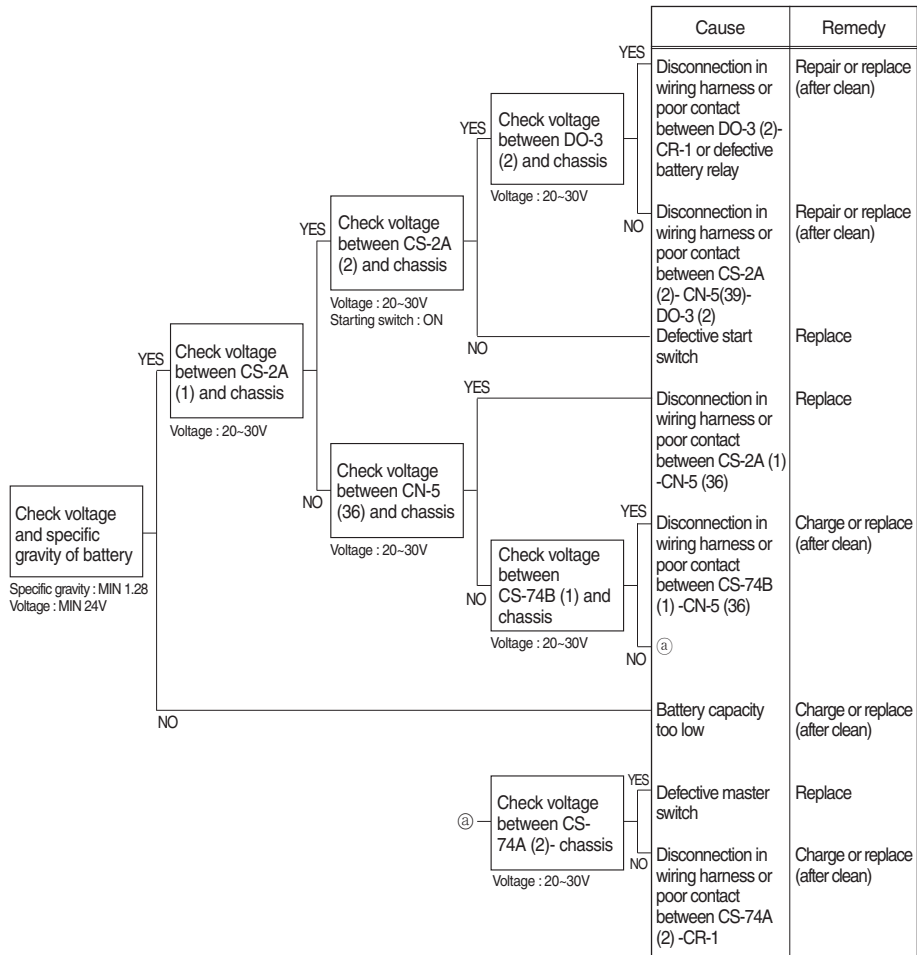 Cause
Remedy
YES
Disconnection in
wiring harness or
poor contact
between DO-3 (2)-
CR-1 or defective
battery relay
Repair or replace
(after clean)
YES
Check voltage
between DO-3
(2) and chassis
Voltage : 20~30V
NO
Disconnection in
wiring harness or
poor contact
between CS-2A
(2)- CN-5(39)-
DO-3 (2)
Repair or replace
(after clean)
YES
Check voltage
between CS-2A
(2) and chassis
Voltage : 20~30V
Starting switch : ON
NO
Defective start
switch
Replace
YES
Check voltage
between CS-2A
(1) and chassis
Voltage : 20~30V
YES
Disconnection in
wiring harness or
poor contact
between CS-2A (1)
-CN-5 (36)
Replace
NO
Check voltage
between CN-5
(36) and chassis
Voltage : 20~30V
Check voltage
and specific
gravity of battery
Specific gravity : MIN 1.28
Voltage : MIN 24V
YES
Disconnection in
wiring harness or
poor contact
between CS-74B
(1) -CN-5 (36)
Charge or replace
(after clean)
NO
Check voltage
between
CS-74B (1) and
chassis
Voltage : 20~30V
NO
ⓐ
NO
Battery capacity
too low
Charge or replace
(after clean)
ⓐ
Check voltage
between CS-
74A (2)- chassis
Voltage : 20~30V
YES
Defective master
switch
Replace
NO
Disconnection in
wiring harness or
poor contact
between CS-74A
(2) -CR-1
Charge or replace
(after clean)